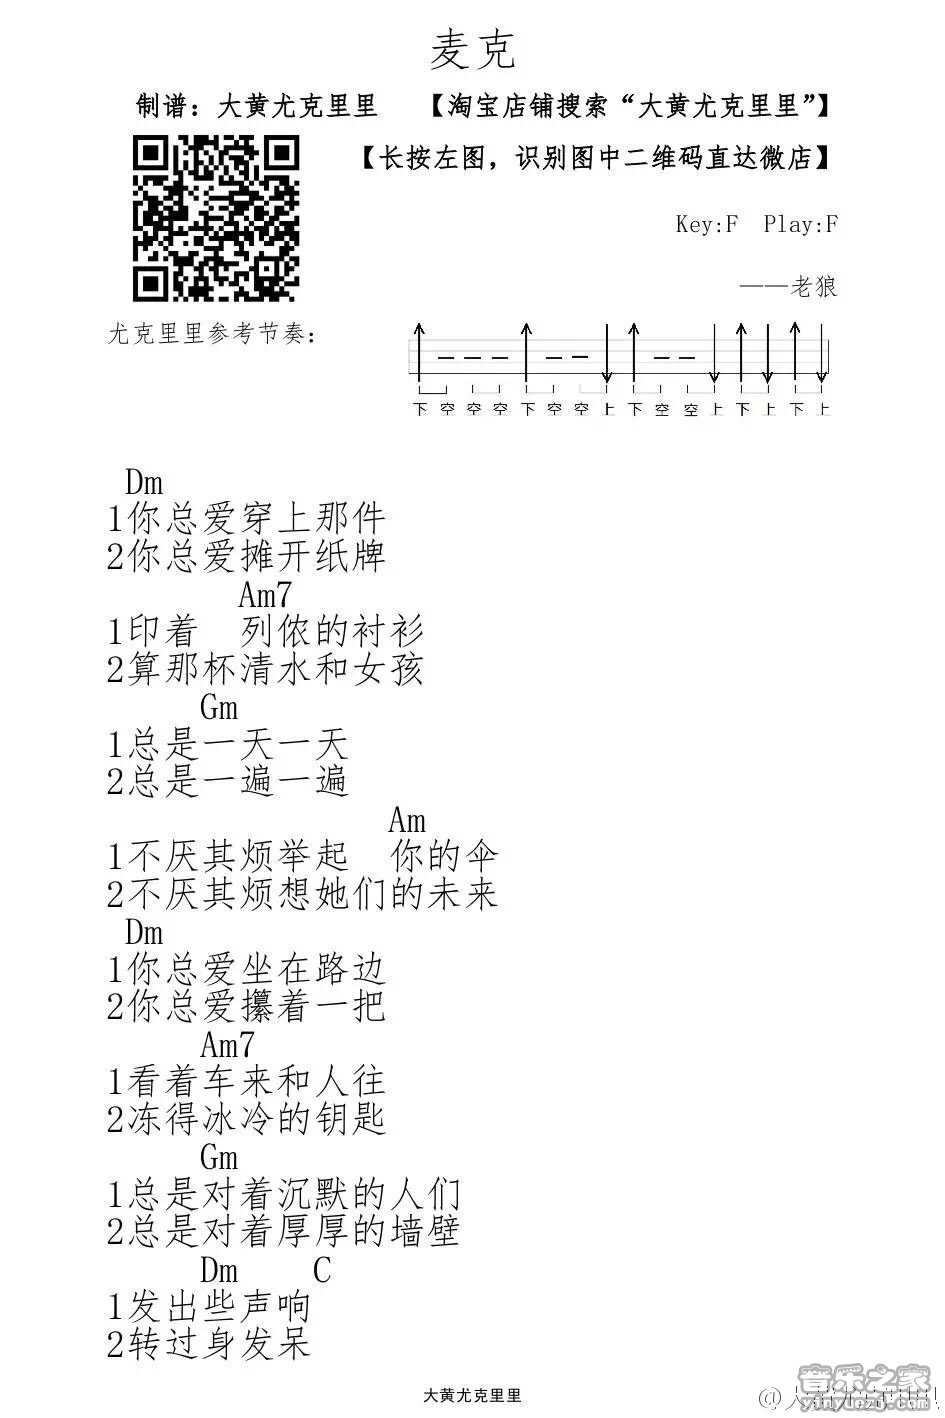 麦克
制谱：大黄尤克里里 【淘宝店铺搜索“大黄尤克里里”】
【长按左图，识别图中二维码直达微店】
Key:F Play:F
——老狼
尤克里里参考节奏：
下 空 空 空 下 空 空 上 下 空 空 上 下 上 下 上
Dm
1你总爱穿上那件
2你总爱摊开纸牌
Am7
1印着 列侬的衬衫
2算那杯清水和女孩
Gm
1总是一天一天
2总是一遍一遍
Am
1不厌其烦举起 你的伞
2不厌其烦想她们的未来
Dm
1你总爱坐在路边
2你总爱攥着一把
Am7
1看着车来和人往
2冻得冰冷的钥匙
Gm
1总是对着沉默的人们
2总是对着厚厚的墙壁
Dm C
1发出些声响
2转过身发呆
大黄尤克里里
音乐之家
yinyuezj.com